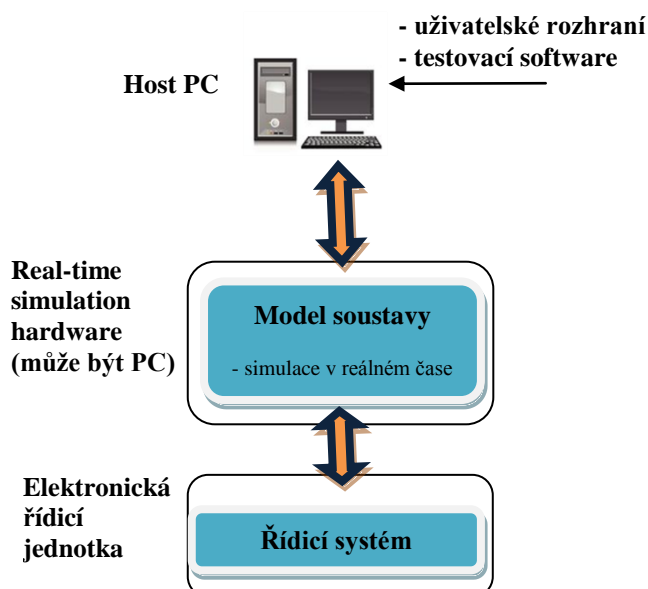 - uživatelské rozhraní
- testovací software
Host PC
Real-time
simulation
hardware
(může být PC)
Model soustavy
- simulace v reálném čase
Elektronická
řídicí
jednotka
Řídicí systém